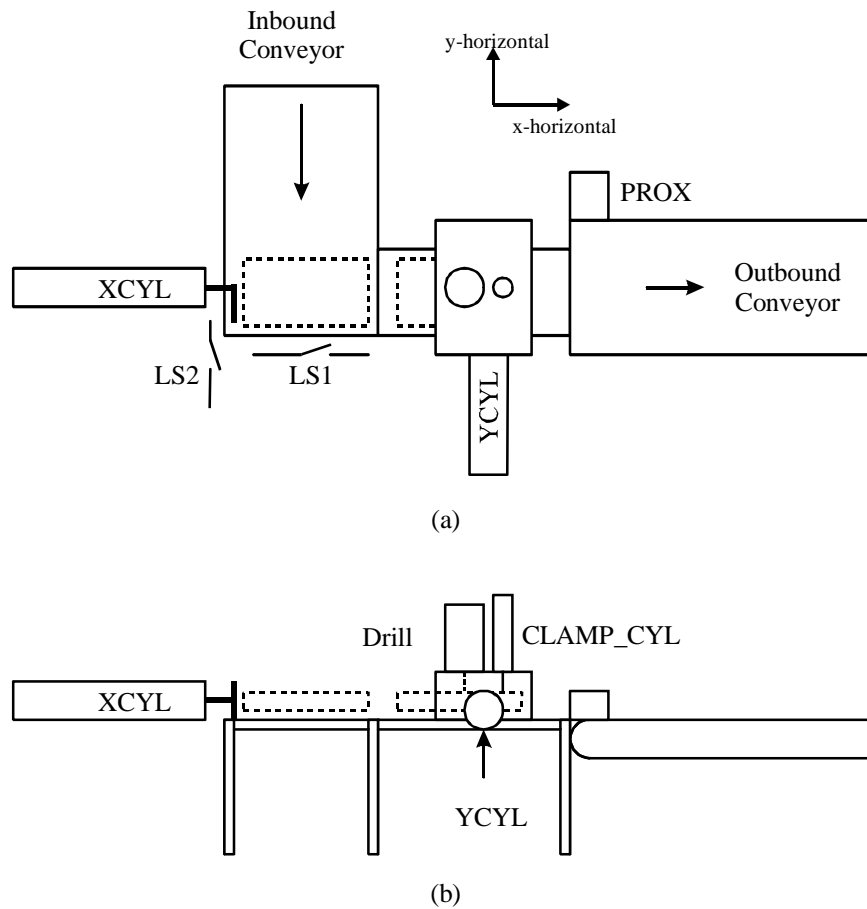 Inbound
Conveyor
y-horizontal
x-horizontal
PROX
XCYL
Outbound
Conveyor
LS2
LS1
YCYL
(a)
Drill
CLAMP_CYL
XCYL
YCYL
(b)